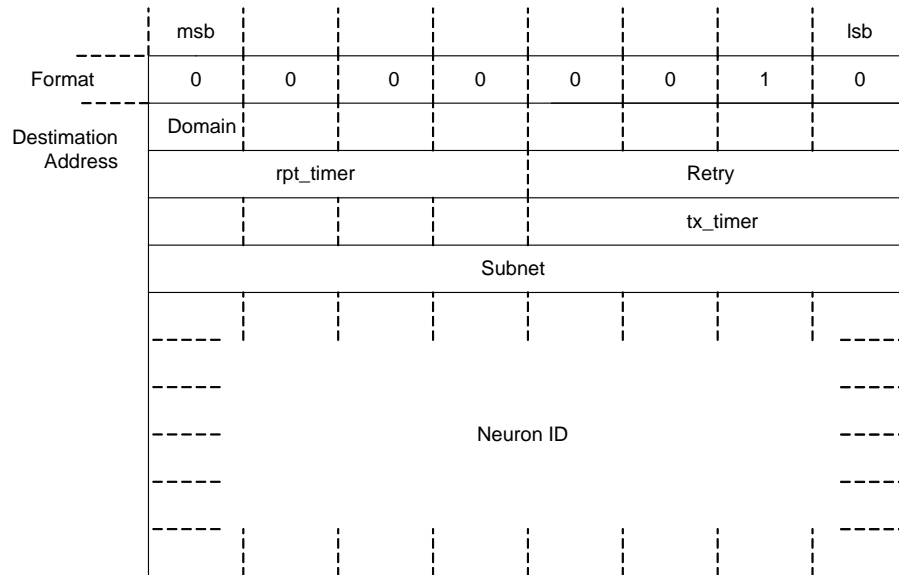 msb lsb
Format 0 0 0 0 0 0 1 0
Destimation Address Domain
rpt_timer Retry
tx_timer
Subnet
Neuron ID